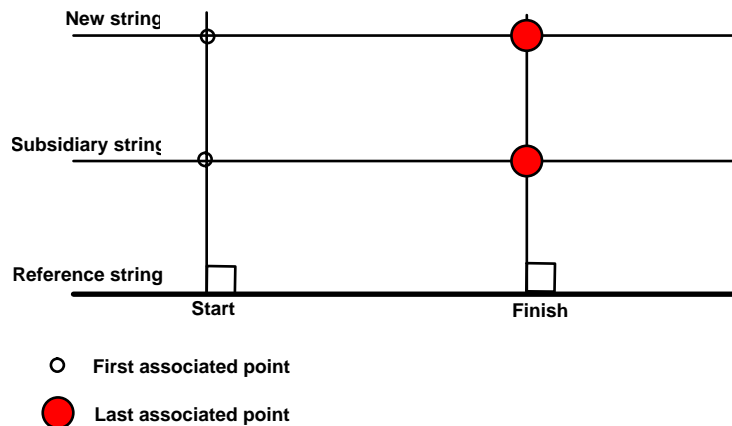 New string
Subsidiary string
Reference string
Start
Finish
First associated point
Last associated point